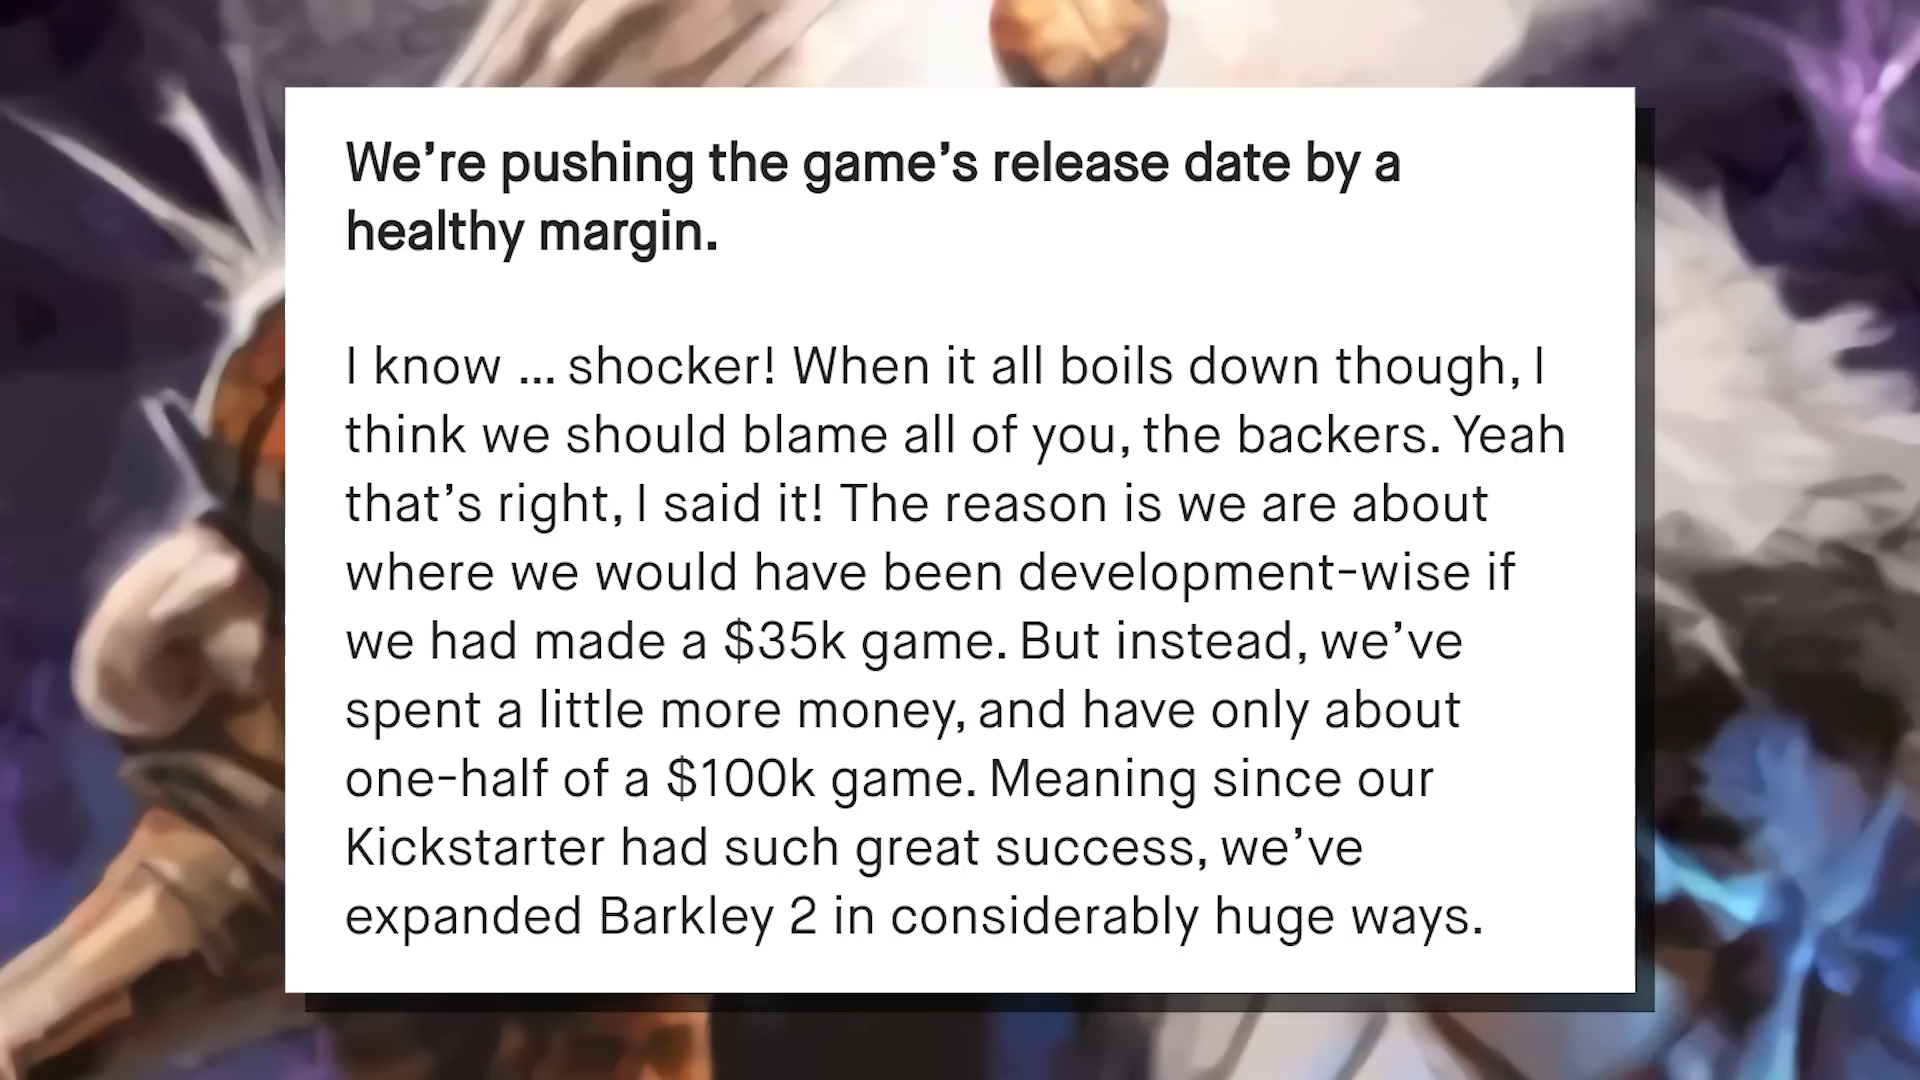 We’re pushing the game’s release date by a
healthy margin.
I know ... shocker! When it all boils down though, I
think we should blame all of you, the backers. Yeah
that’s right, I said it! The reason is we are about
where we would have been development-wise if
we had made a $35k game. But instead, we’ve
spent a little more money, and have only about
one-half of a $100k game. Meaning since our
Kickstarter had such great success, we’ve
expanded Barkley 2 in considerably huge ways.